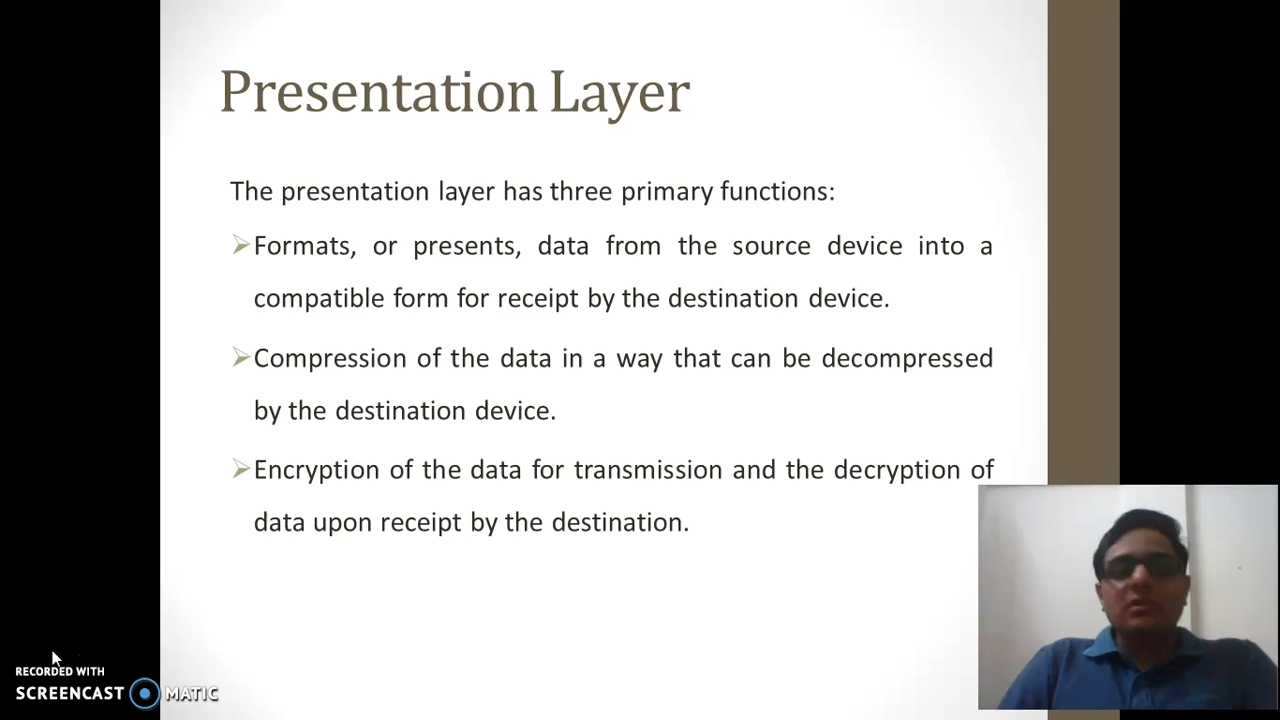 Presentation Layer
The presentation layer has three primary functions:
Formats, or presents, data from the source device into a
compatible form for receipt by the destination device.
Compression of the data in a way that can be decompressed
by the destination device.
Encryption of the data for transmission and the decryption of
data upon receipt by the destination.
RECORDED WITH
SCREENCAST MATIC